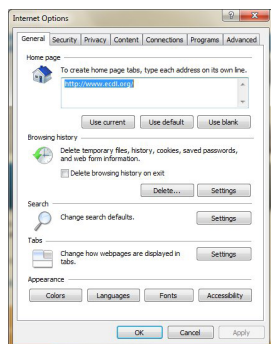 Internet Options
General Security Privacy Content Connections Programs Advanced
Home page
To create home page tabs, type each address on its own line.
http://www.ecdt.org/
Use current Use default Use blank
Browsing history
Delete temporary files, history, cookies, saved passwords,
and web form information.
Delete browsing history on exit
Delete... Settings
Search
Change search defaults. Settings
Tabs
Change how webpages are displayed in Settings
tabs.
Appearance
Colors Languages Fonts Accessibility
OK Cancel Apply